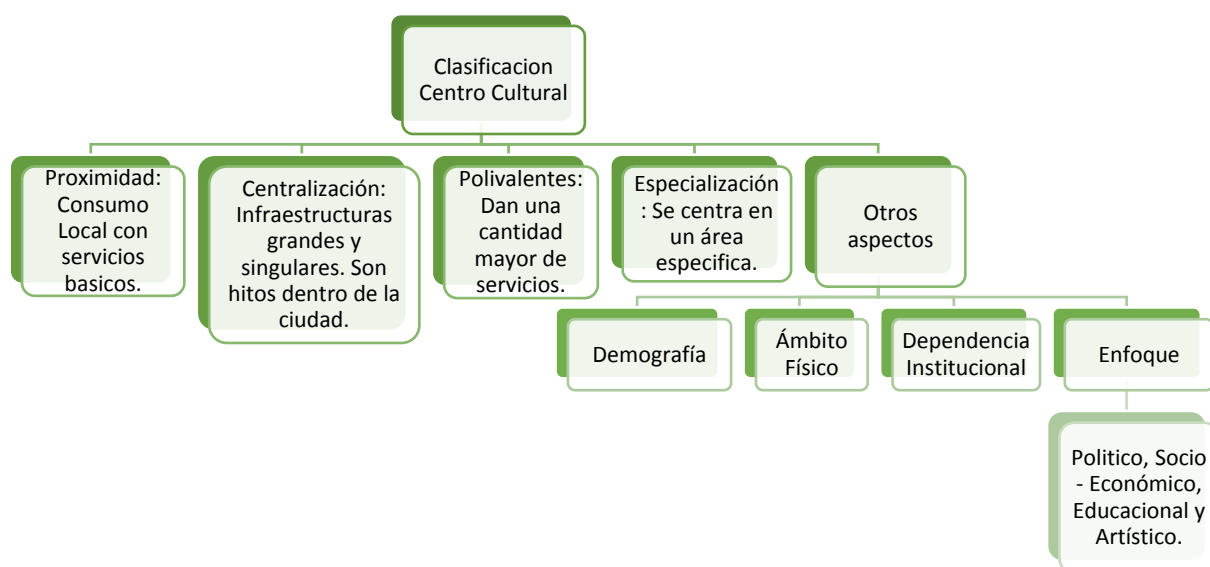 Clasificacion
Centro Cultural
Proximidad:
Consumo
Local con
servicios
basicos.
Centralización:
Infraestructuras
grandes y
singulares. Son
hitos dentro de la
ciudad.
Polivalentes:
Dan una
cantidad
mayor de
servicios.
Especialización
: Se centra en
un área
especifica.
Otros
aspectos
Demografía
Ámbito
Físico
Dependencia
Institucional
Enfoque
Politico, Socio
- Económico,
Educacional y
Artístico.